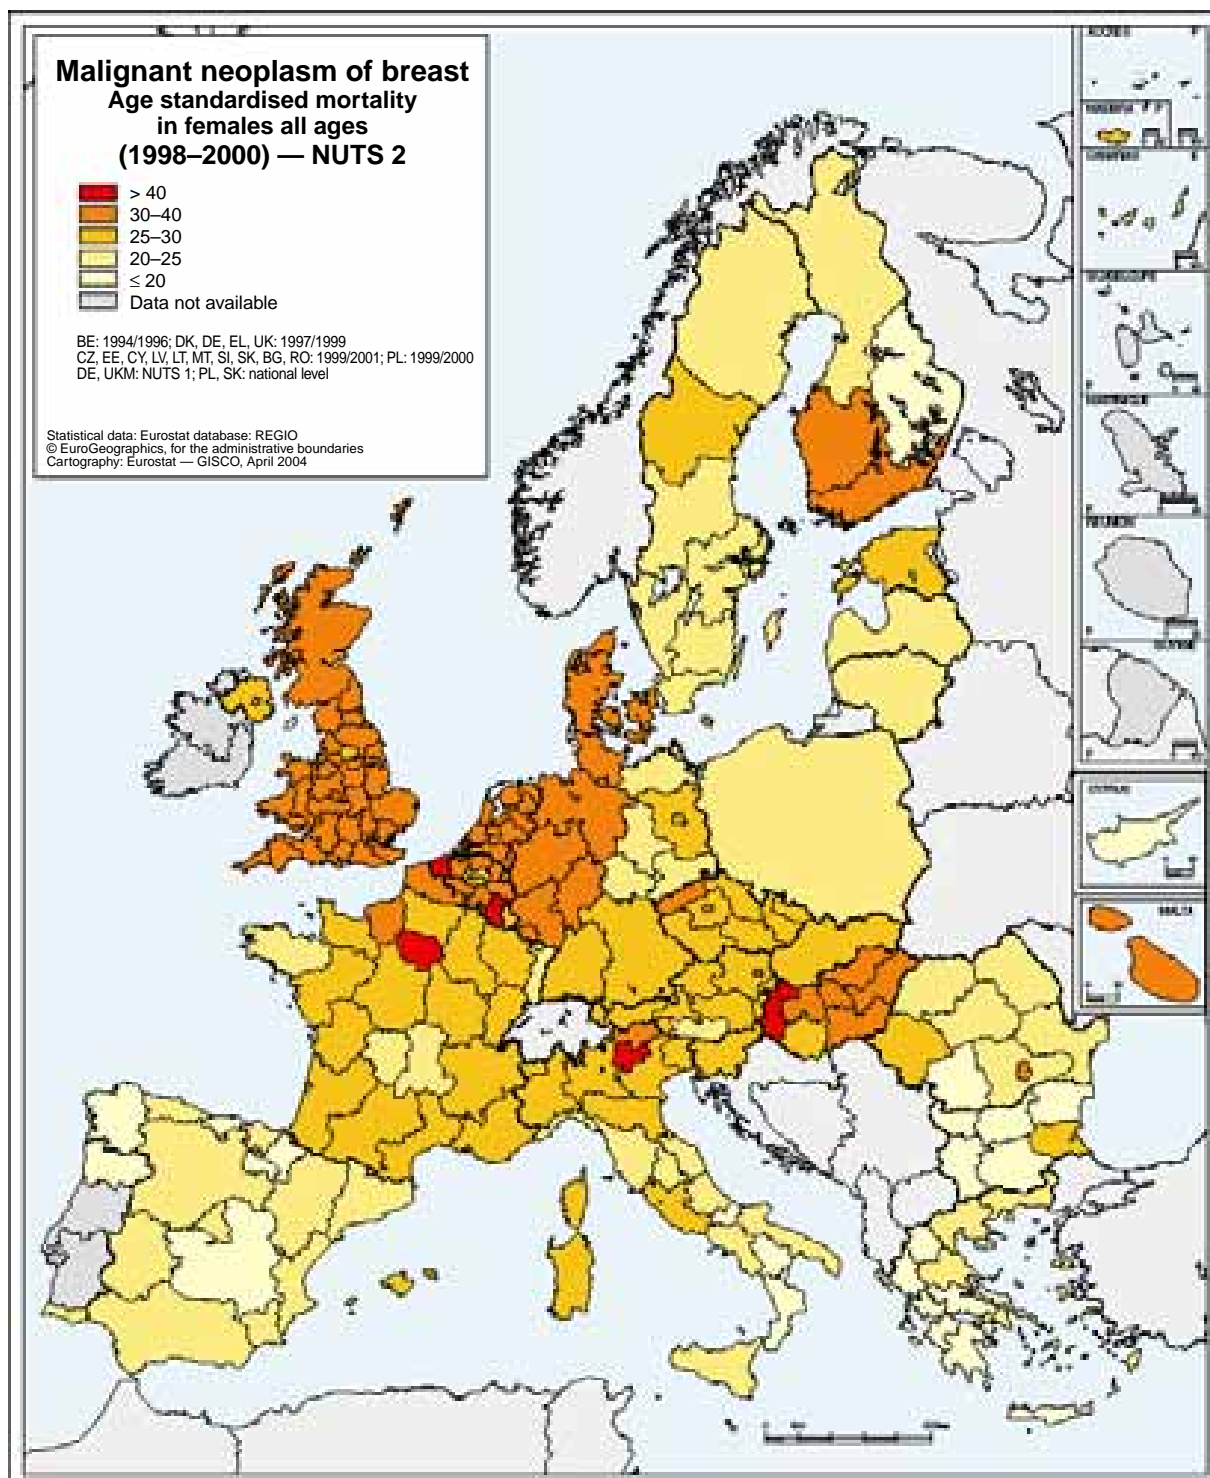 Malignant neoplasm of breast
Age standardised mortality
in females all ages
(1998–2000) — NUTS 2
> 40
30–40
25–30
20–25
≤ 20
Data not available
BE: 1994/1996; DK, DE, EL, UK: 1997/1999
CZ, EE, CY, LV, LT, MT, SI, SK, BG, RO: 1999/2001; PL: 1999/2000
DE, UKM: NUTS 1; PL, SK: national level
Statistical data: Eurostat database: REGIO
© EuroGeographics, for the administrative boundaries
Cartography: Eurostat — GISCO, April 2004
MALTA